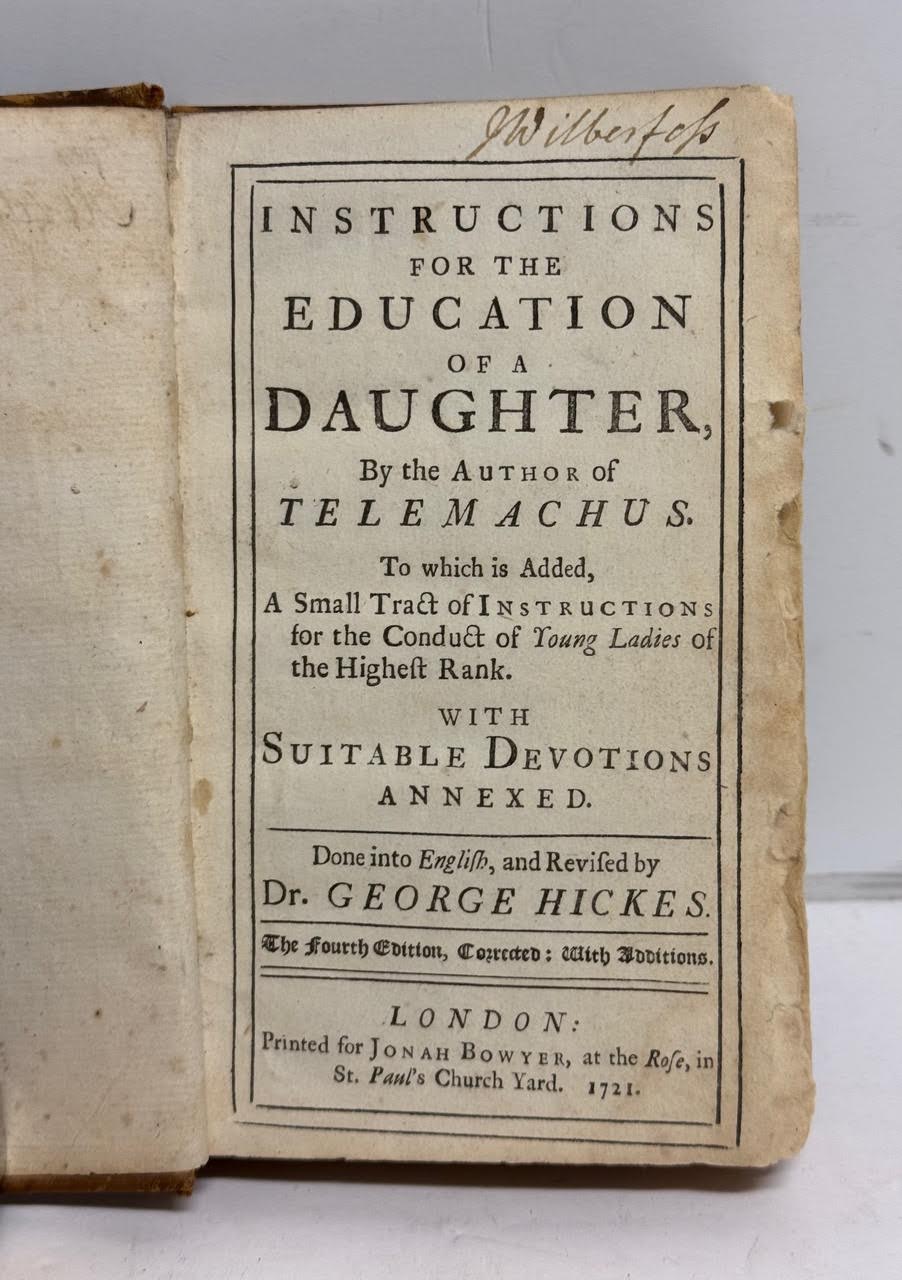 JWilberfoſs
INSTRUCTIONS
FOR THE
EDUCATION
OF A
DAUGHTER,
By the AUTHOR of
TELEMACHUS.
To which is Added,
A Small Tract of INSTRUCTIONS
for the Conduct of Young Ladies of
the Higheſt Rank.
WITH
SUITABLE DEVOTIONS
ANNEXED.
Done into Engliſh, and Reviſed by
Dr. GEORGE HICKES.
The Fourth Edition, Corrected: With Additions.
LONDON:
Printed for JONAH BOWYER, at the Roſe, in
St. Paul's Church Yard. 1721.